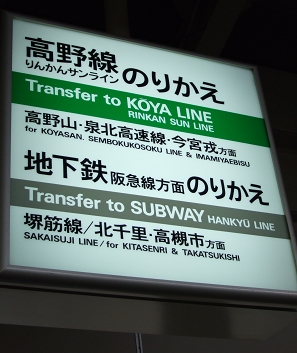 高野線のりかえ
りんかんサンライン
Transfer to KŌYA LINE
RINKAN SUN LINE
高野山・泉北高速線・今宮戎方面
for KOYASAN. SEMBOKUKOSOKU LINE & IMAMIYAEBISU
地下鉄 阪急線方面 のりかえ
Transfer to SUBWAY HANKYŪ LINE
堺筋線/北千里・高槻市方面
SAKAISUJI LINE/for KITASENRI & TAKATSUKISHI